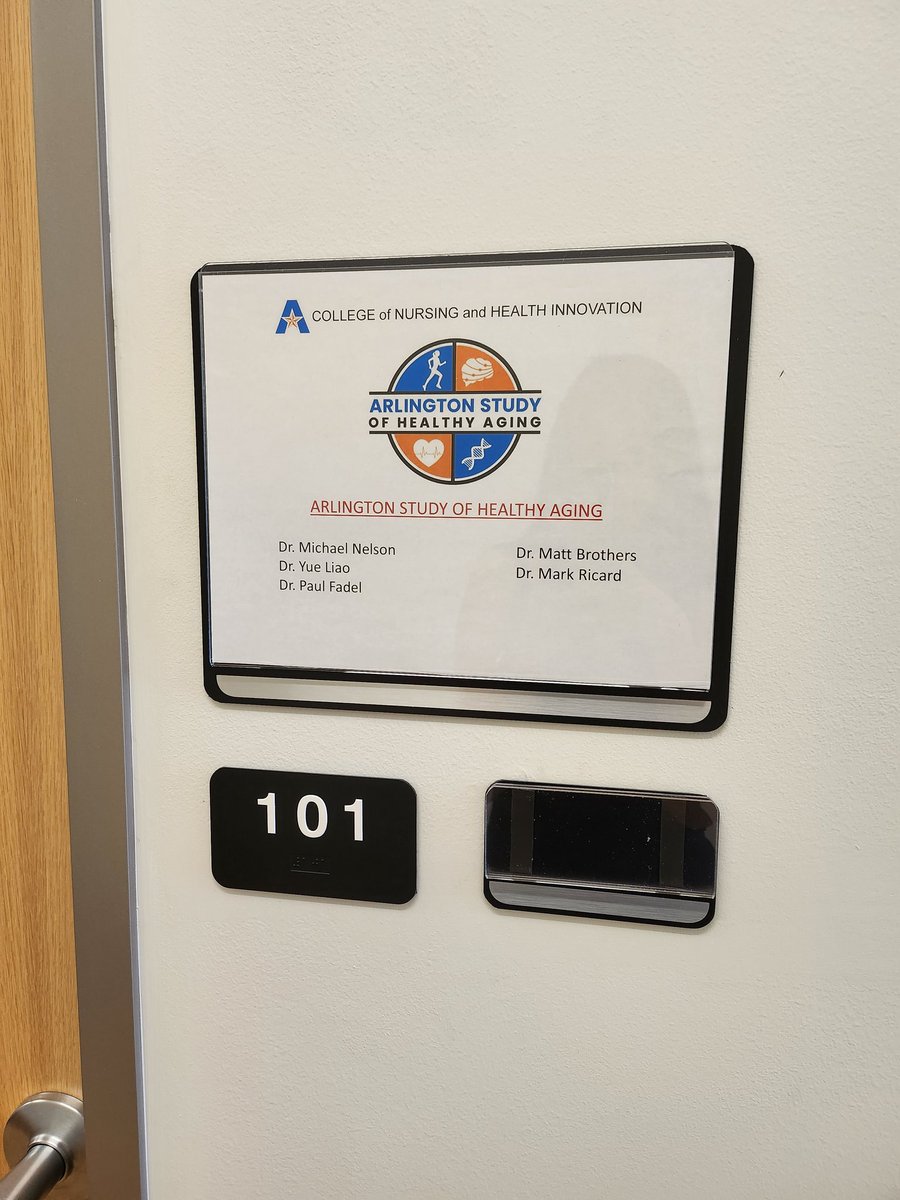 A COLLEGE of NURSING and HEALTH INNOVATION
ARLINGTON STUDY
OF HEALTHY AGING
ARLINGTON STUDY OF HEALTHY AGING
Dr. Michael Nelson
Dr. Yue Liao
Dr. Paul Fadel
Dr. Matt Brothers
Dr. Mark Ricard
101